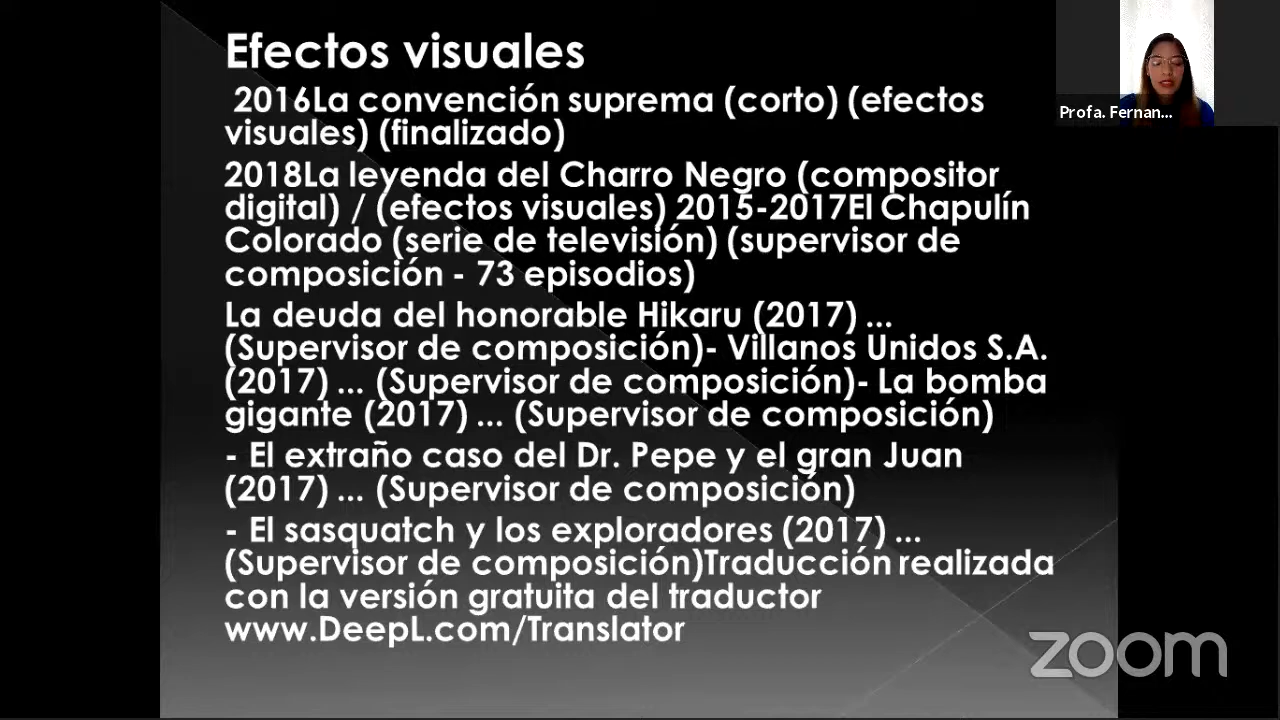 Efectos visuales
2016La convención suprema (corto) (efectos
visuales) (finalizado)
2018La leyenda del Charro Negro (compositor
digital) / (efectos visuales) 2015-2017El Chapulín
Colorado (serie de televisión) (supervisor de
composición - 73 episodios)
La deuda del honorable Hikaru (2017) ...
(Supervisor de composición)- Villanos Unidos S.A.
(2017) ... (Supervisor de composición)- La bomba
gigante (2017) ... (Supervisor de composición)
- El extraño caso del Dr. Pepe y el gran Juan
(2017) ... (Supervisor de composición)
- El sasquatch y los exploradores (2017) ...
(Supervisor de composición)Traducción realizada
con la versión gratuita del traductor
www.DeepL.com/Translator
Profa. Fernan...
zoom